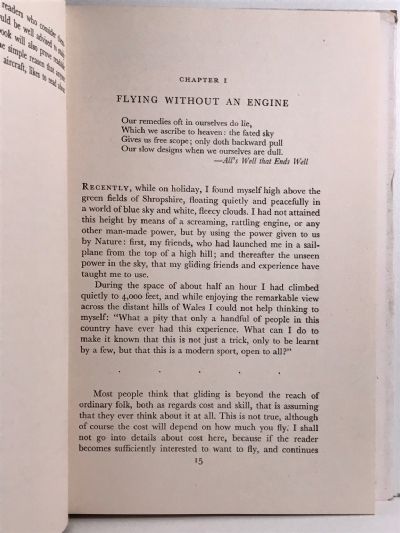 readers who consider
be well advised to
book will also prove
simple reason that
aircraft, likes to read
CHAPTER I
FLYING WITHOUT AN ENGINE
Our remedies oft in ourselves do lie,
Which we ascribe to heaven: the fated sky
Gives us free scope; only doth backward pull
Our slow designs when we ourselves are dull.
—All's Well that Ends Well
RECENTLY, while on holiday, I found myself high above the
green fields of Shropshire, floating quietly and peacefully in
a world of blue sky and white, fleecy clouds. I had not attained
this height by means of a screaming, rattling engine, or any
other man-made power, but by using the power given to us
by Nature: first, my friends, who had launched me in a sail-
plane from the top of a high hill; and thereafter the unseen
power in the sky, that my gliding friends and experience have
taught me to use.
During the space of about half an hour I had climbed
quietly to 4,000 feet, and while enjoying the remarkable view
across the distant hills of Wales I could not help thinking to
myself: "What a pity that only a handful of people in this
country have ever had this experience. What can I do to
make it known that this is not just a trick, only to be learnt
by a few, but that this is a modern sport, open to all?"
. . . . .
Most people think that gliding is beyond the reach of
ordinary folk, both as regards cost and skill, that is assuming
that they ever think about it at all. This is not true, although
of course the cost will depend on how much you fly. I shall
not go into details about cost here, because if the reader
becomes sufficiently interested to want to fly, and continues
15